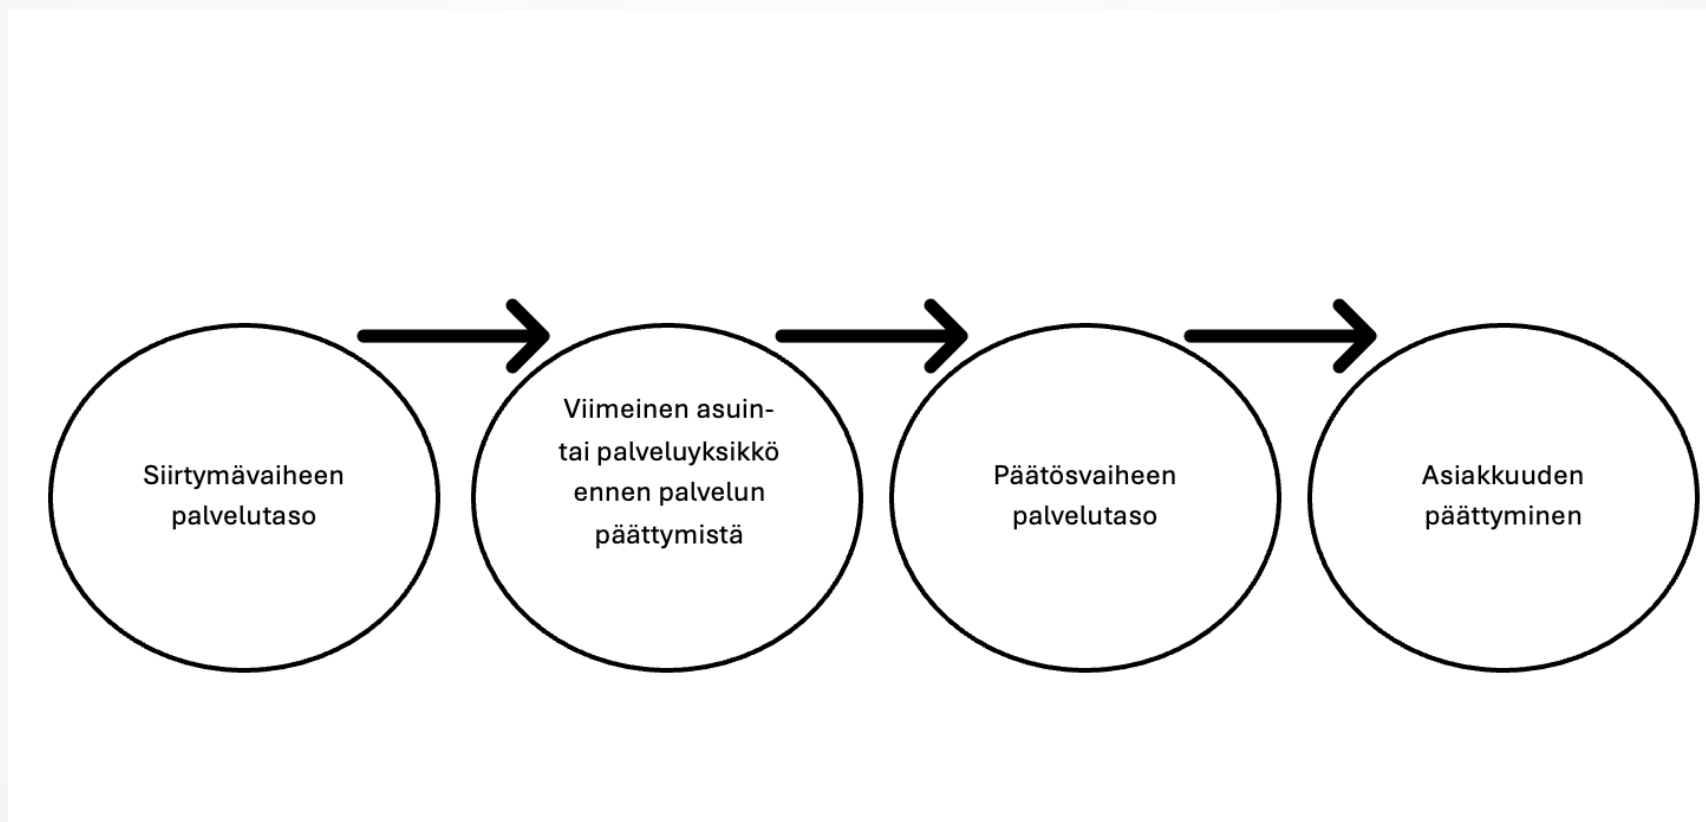 Siirtymävaiheen
palvelutaso
Viimeinen asuin-
tai palveluyksikkö
ennen palvelun
päättymistä
Päätösvaiheen
palvelutaso
Asiakkuuden
päättyminen